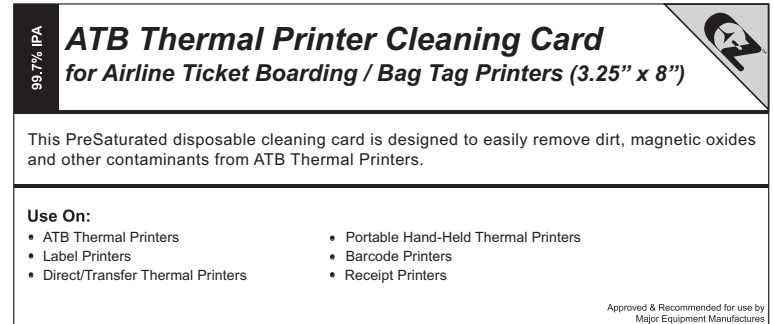 99.7% IPA
ATB Thermal Printer Cleaning Card
for Airline Ticket Boarding / Bag Tag Printers (3.25” x 8”)
This PreSaturated disposable cleaning card is designed to easily remove dirt, magnetic oxides
and other contaminants from ATB Thermal Printers.
Use On:
• ATB Thermal Printers
• Label Printers
• Direct/Transfer Thermal Printers
• Portable Hand-Held Thermal Printers
• Barcode Printers
• Receipt Printers
Approved & Recommended for use by
Major Equipment Manufactures